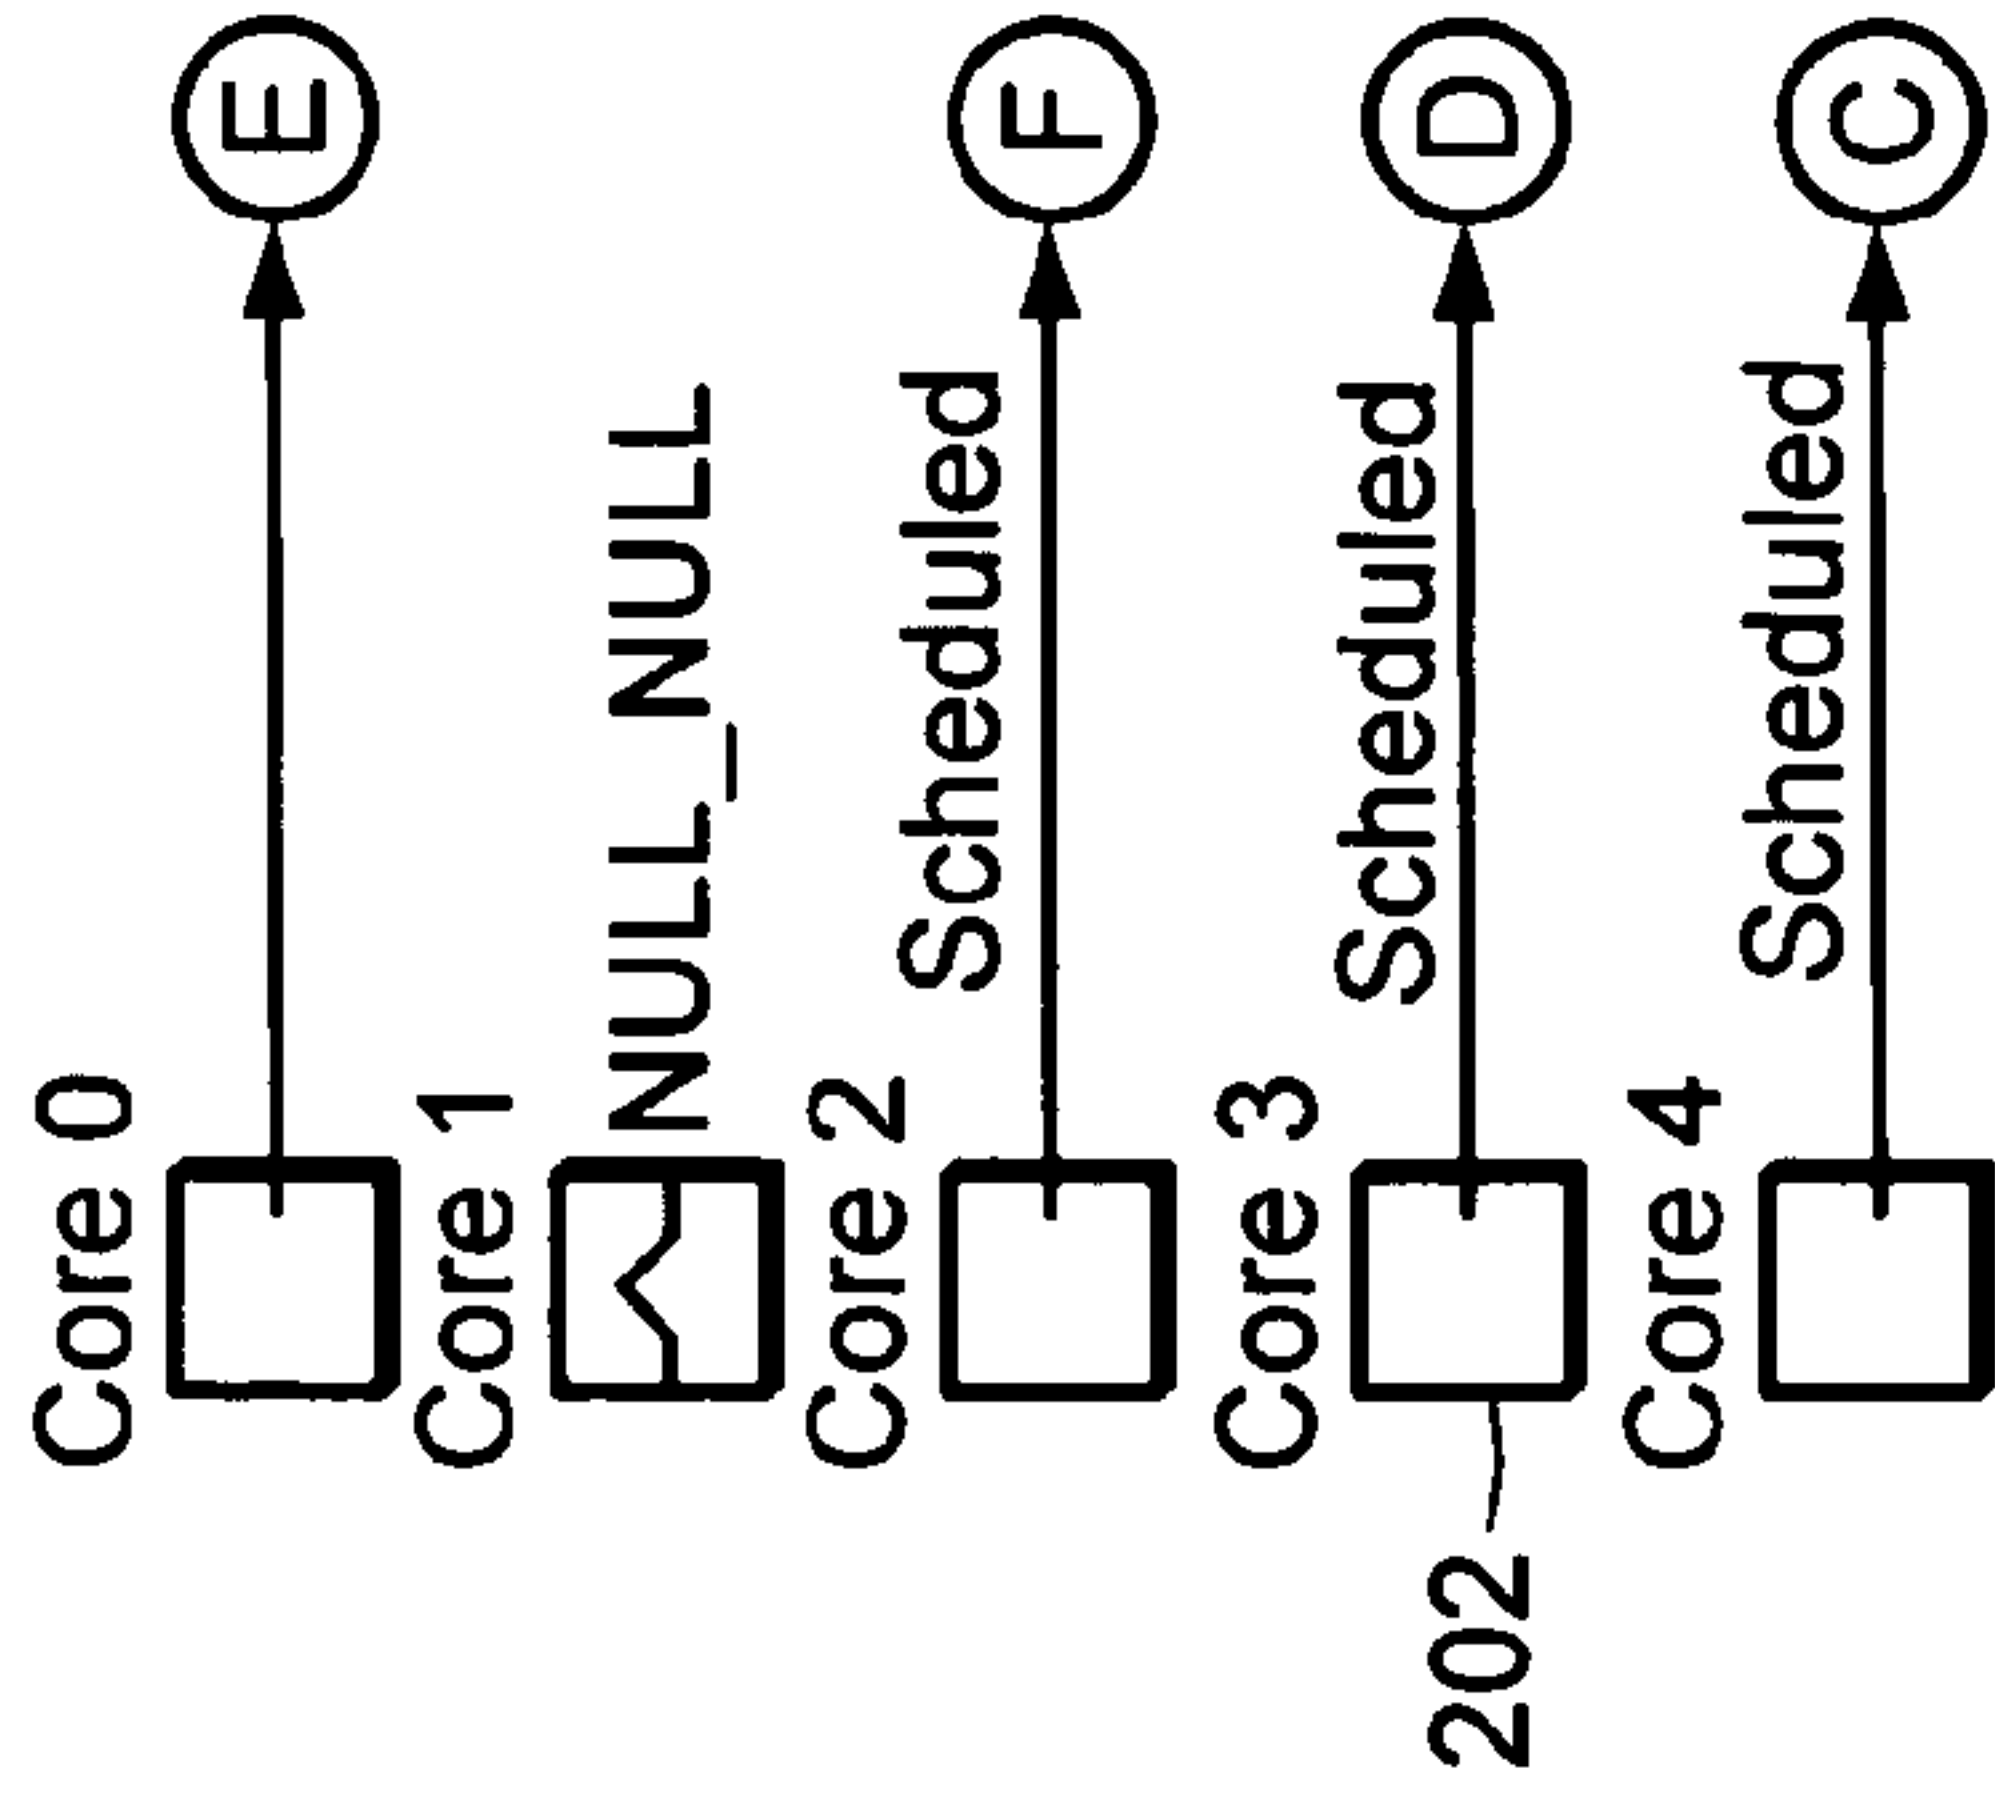 Core 0
E
Core 1
NULL_NULL
Core 2
Scheduled
F
Core 3
Scheduled
D
202
Core 4
Scheduled
C